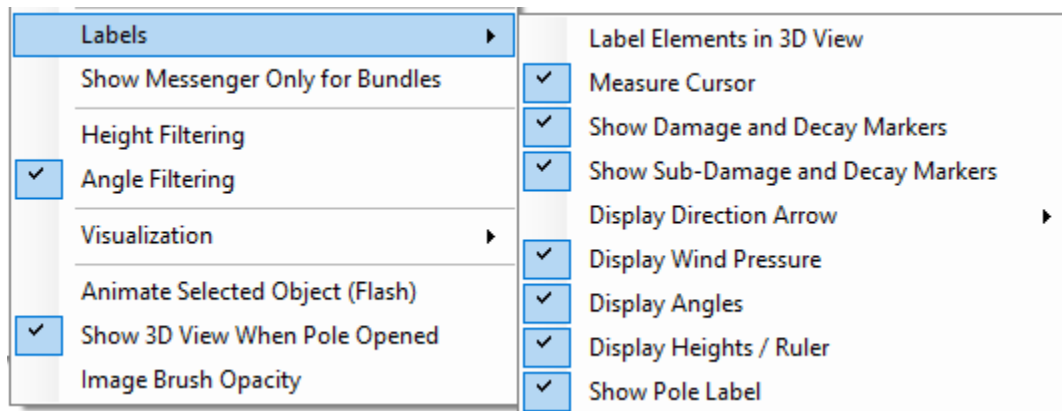 Labels
Show Messenger Only for Bundles
Height Filtering
Angle Filtering
Visualization
Animate Selected Object (Flash)
Show 3D View When Pole Opened
Image Brush Opacity
Label Elements in 3D View
Measure Cursor
Show Damage and Decay Markers
Show Sub-Damage and Decay Markers
Display Direction Arrow
Display Wind Pressure
Display Angles
Display Heights / Ruler
Show Pole Label